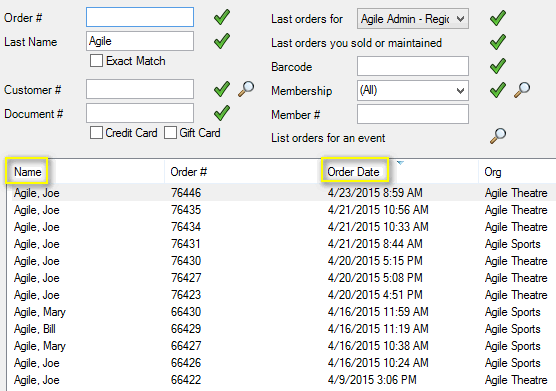 Order #
Last orders for Agile Admin - Regi
Last Name Agile
Last orders you sold or maintained
Exact Match
Barcode
Customer #
Membership (All)
Document #
Member #
Credit Card Gift Card
List orders for an event
Name Order # Order Date Org
Agile, Joe 76446 4/23/2015 8:59 AM Agile Theatre
Agile, Joe 76435 4/21/2015 10:56 AM Agile Theatre
Agile, Joe 76434 4/21/2015 10:33 AM Agile Theatre
Agile, Joe 76431 4/21/2015 8:44 AM Agile Sports
Agile, Joe 76430 4/20/2015 5:15 PM Agile Theatre
Agile, Joe 76427 4/20/2015 5:08 PM Agile Theatre
Agile, Joe 76423 4/20/2015 4:51 PM Agile Theatre
Agile, Mary 66430 4/16/2015 11:59 AM Agile Sports
Agile, Bill 66429 4/16/2015 11:19 AM Agile Sports
Agile, Mary 66427 4/16/2015 10:38 AM Agile Sports
Agile, Joe 66426 4/16/2015 10:24 AM Agile Sports
Agile, Joe 66422 4/9/2015 3:06 PM Agile Theatre